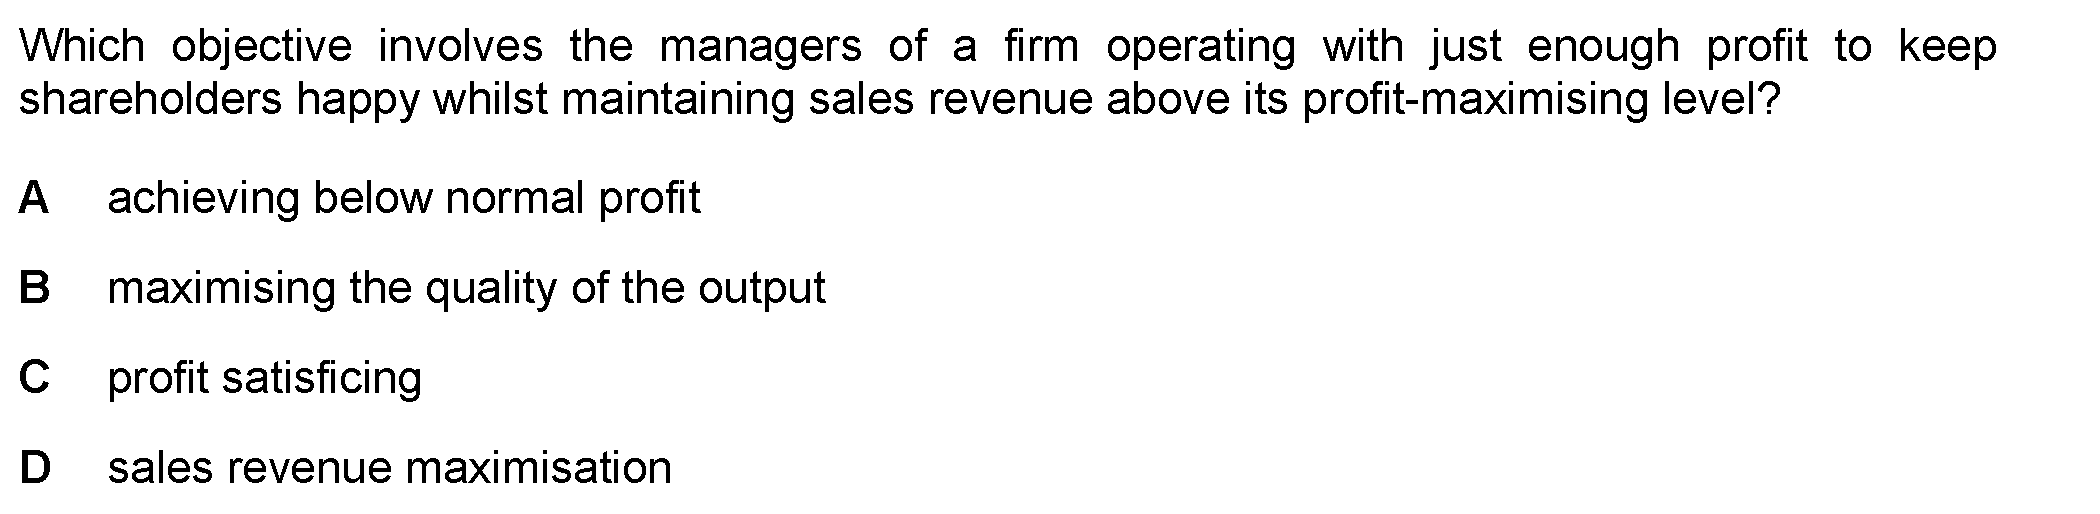 Which objective involves the managers of a firm operating with just enough profit to keep
shareholders happy whilst maintaining sales revenue above its profit-maximising level?
A achieving below normal profit
B maximising the quality of the output
C profit satisficing
D sales revenue maximisation